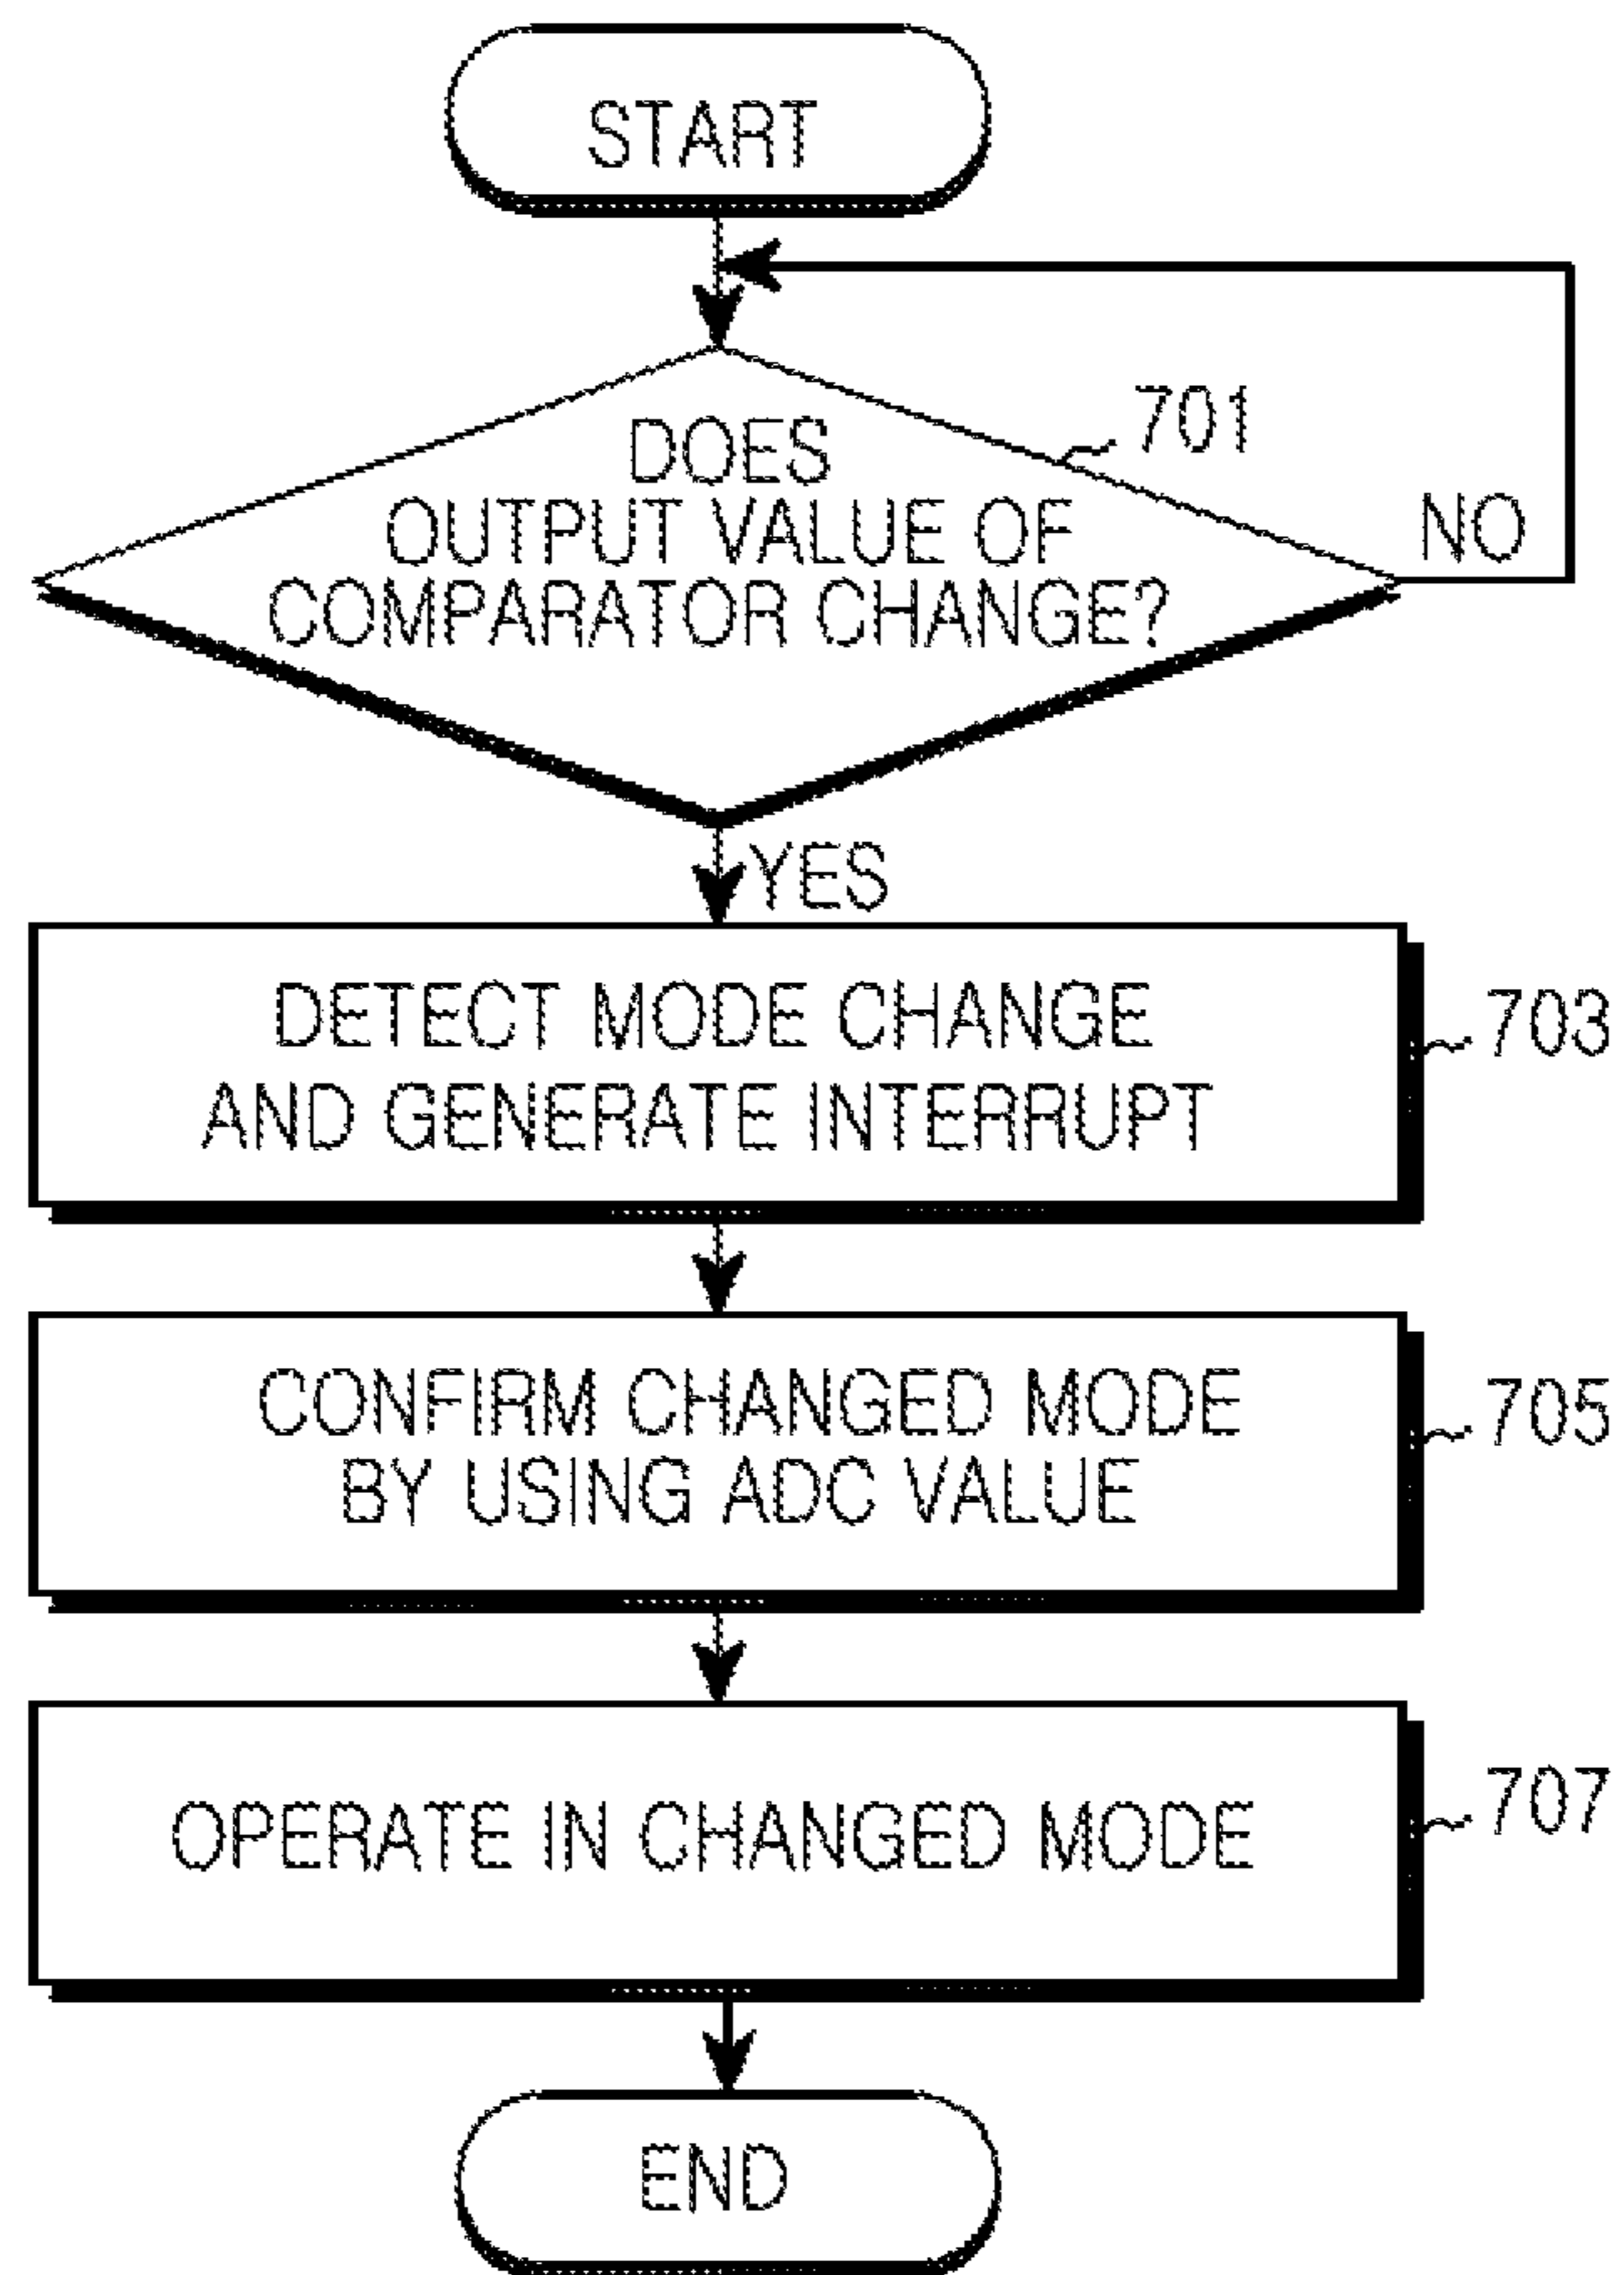 START
701
DOES
OUTPUT VALUE OF
COMPARATOR CHANGE?
NO
YES
DETECT MODE CHANGE
AND GENERATE INTERRUPT
703
CONFIRM CHANGED MODE
BY USING ADC VALUE
705
OPERATE IN CHANGED MODE
707
END